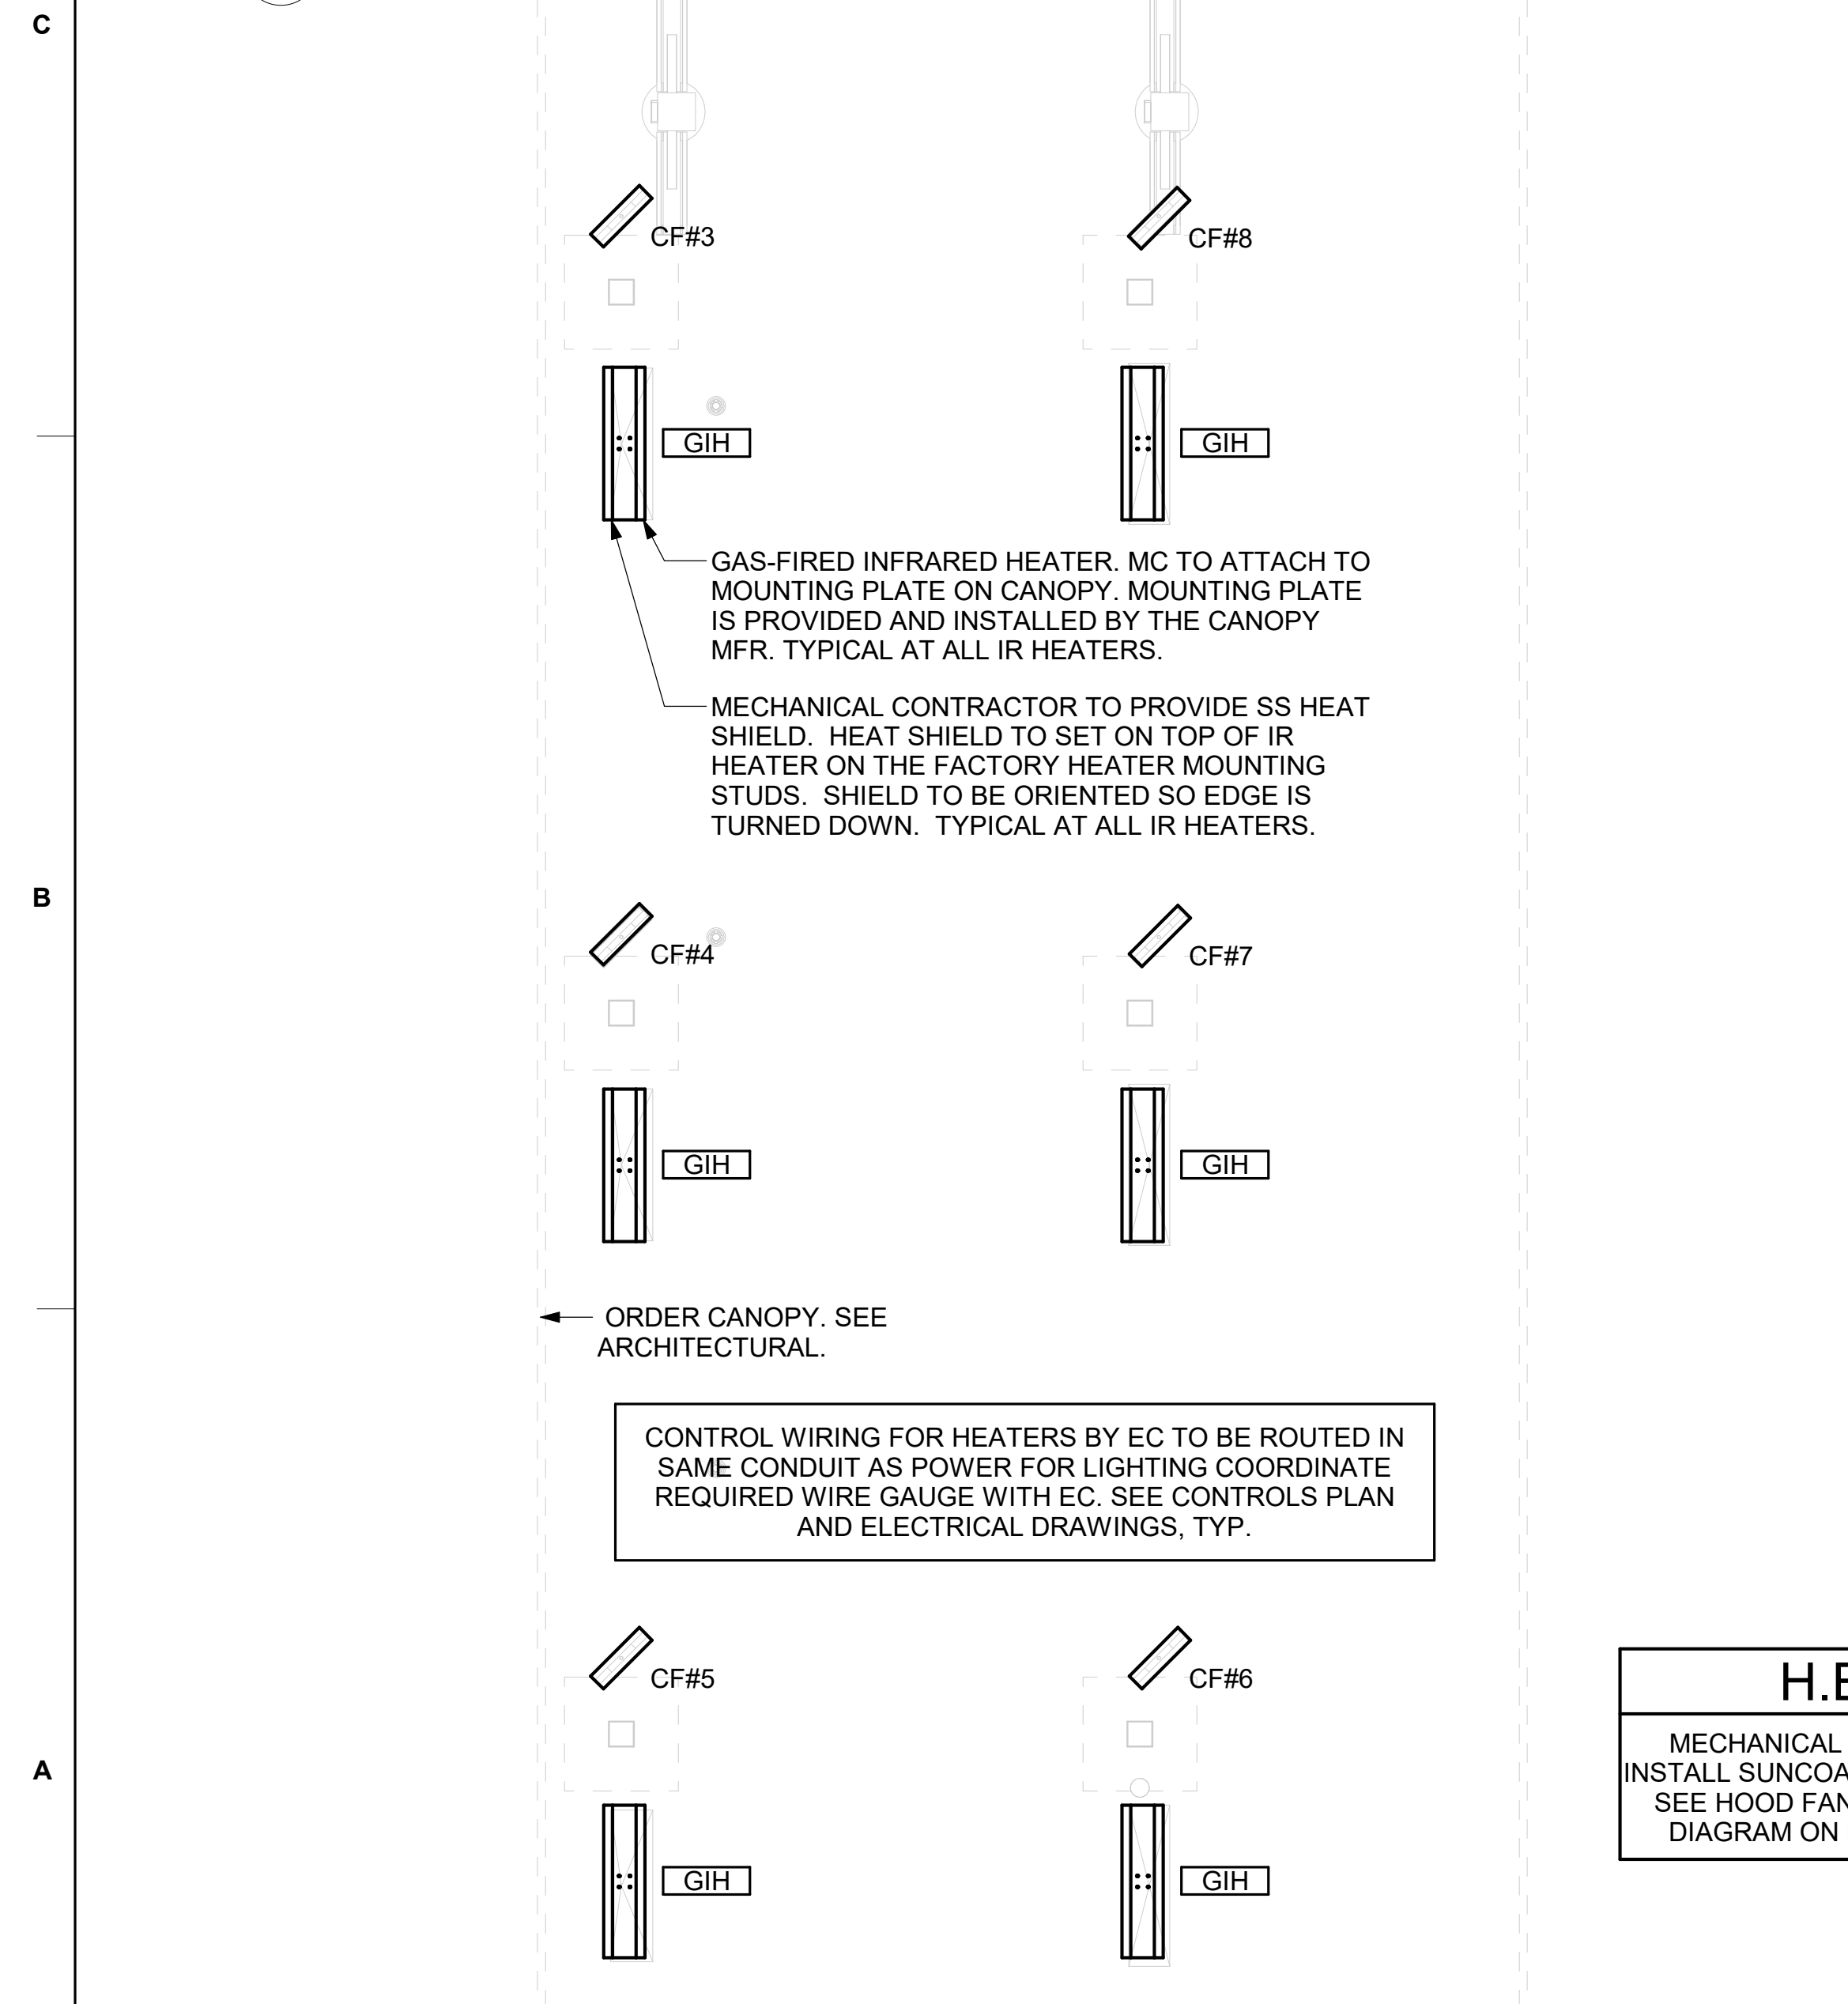 C
CF#3
CF#8
GIH
GIH
GAS-FIRED INFRARED HEATER. MC TO ATTACH TO
MOUNTING PLATE ON CANOPY. MOUNTING PLATE
IS PROVIDED AND INSTALLED BY THE CANOPY
MFR. TYPICAL AT ALL IR HEATERS.
MECHANICAL CONTRACTOR TO PROVIDE SS HEAT
SHIELD. HEAT SHIELD TO SET ON TOP OF IR
HEATER ON THE FACTORY HEATER MOUNTING
STUDS. SHIELD TO BE ORIENTED SO EDGE IS
TURNED DOWN. TYPICAL AT ALL IR HEATERS.
B
CF#4
CF#7
GIH
GIH
ORDER CANOPY. SEE
ARCHITECTURAL.
CONTROL WIRING FOR HEATERS BY EC TO BE ROUTED IN
SAME CONDUIT AS POWER FOR LIGHTING COORDINATE
REQUIRED WIRE GAUGE WITH EC. SEE CONTROLS PLAN
AND ELECTRICAL DRAWINGS, TYP.
CF#5
CF#6
H.E
MECHANICAL
INSTALL SUNCOA
SEE HOOD FAN
DIAGRAM ON
A
GIH
GIH